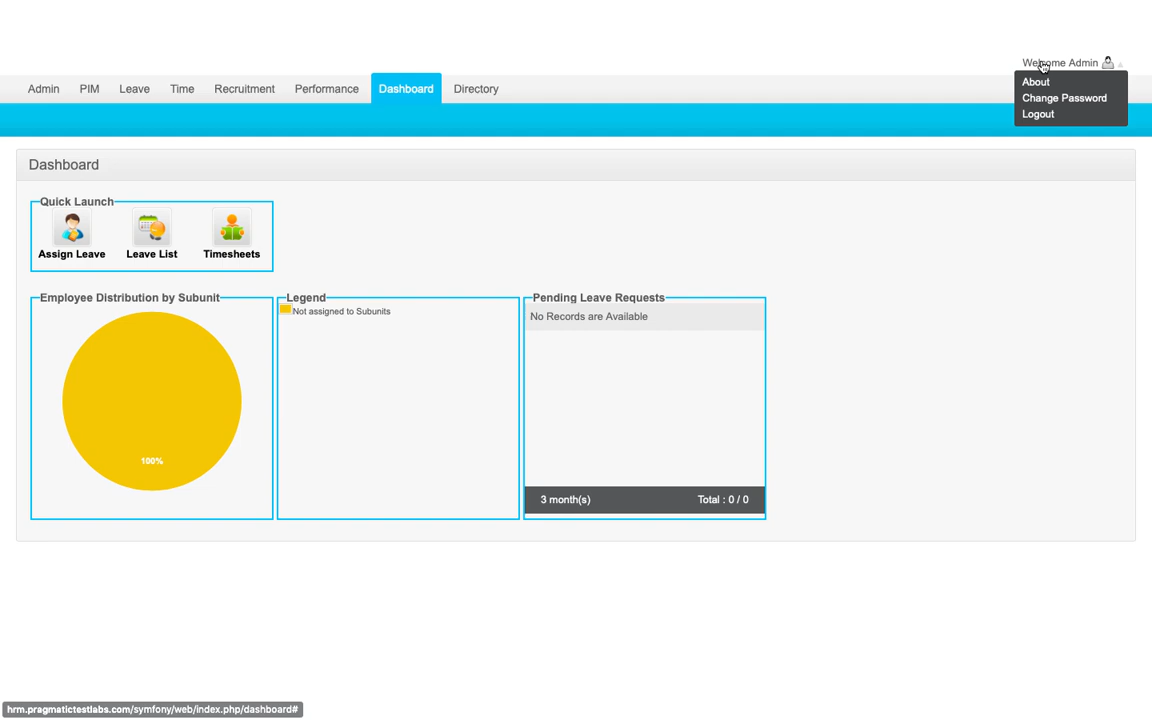 Welcome Admin
Admin PIM Leave Time Recruitment Performance Dashboard Directory
About
Change Password
Logout
Dashboard
Quick Launch
Assign Leave Leave List Timesheets
Employee Distribution by Subunit
100%
Legend
Not assigned to Subunits
Pending Leave Requests
No Records are Available
3 month(s) Total : 0 / 0
hrm.pragmatictestlabs.com/symfony/web/index.php/dashboard#